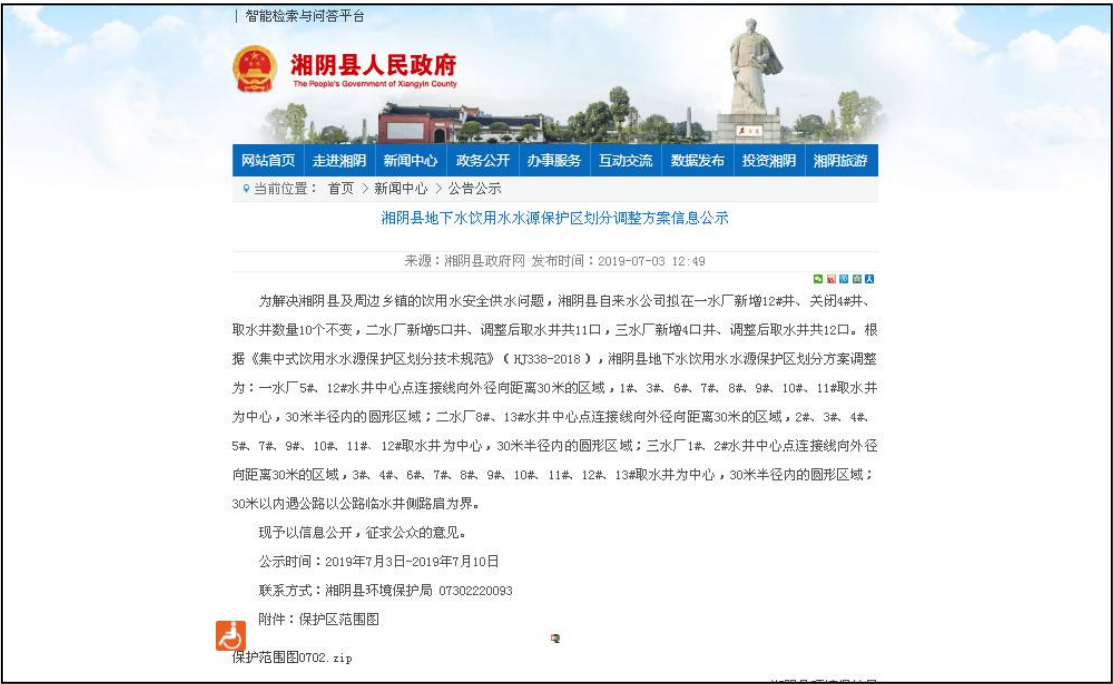 | 智能检索与问答平台
湘阴县人民政府
The People's Government of Xiangyin County
网站首页 走进湘阴 新闻中心 政务公开 办事服务 互动交流 数据发布 投资湘阴 湘阴旅游
当前位置： 首页 > 新闻中心 > 公告公示
湘阴县地下水饮用水水源保护区划分调整方案信息公示
来源：湘阴县政府网 发布时间：2019-07-03 12:49
为解决湘阴县及周边乡镇的饮用水安全供水问题，湘阴县自来水公司拟在一水厂新增12#井、关闭4#井、
取水井数量10个不变，二水厂新增5口井、调整后取水井共11口，三水厂新增4口井、调整后取水井共12口。根
据《集中式饮用水水源保护区划分技术规范》（HJ338-2018），湘阴县地下水饮用水水源保护区划分方案调整
为：一水厂5#、12#水井中心点连接线向外径向距离30米的区域，1#、3#、6#、7#、8#、9#、10#、11#取水井
为中心，30米半径内的圆形区域；二水厂8#、13#水井中心点连接线向外径向距离30米的区域，2#、3#、4#、
5#、7#、9#、10#、11#、12#取水井为中心，30米半径内的圆形区域；三水厂1#、2#水井中心点连接线向外径
向距离30米的区域，3#、4#、6#、7#、8#、9#、10#、11#、12#、13#取水井为中心，30米半径内的圆形区域；
30米以内遇公路以公路临水井侧路肩为界。
现予以信息公开，征求公众的意见。
公示时间：2019年7月3日-2019年7月10日
联系方式：湘阴县环境保护局 07302220093
附件：保护区范围图
保护范围图0702.zip